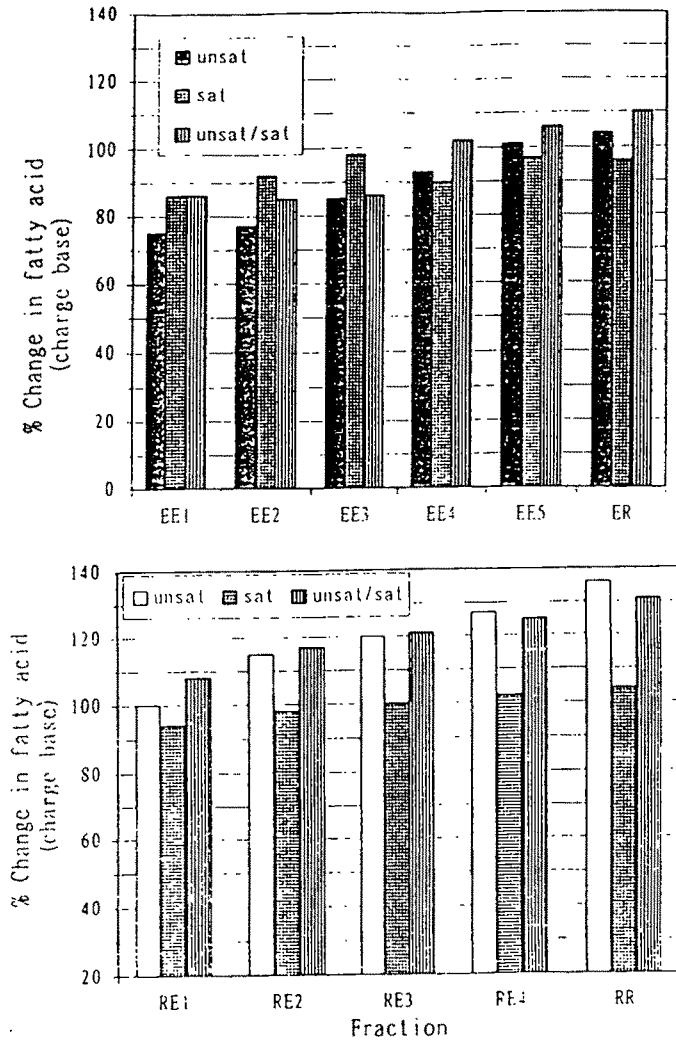 140
120
100
80
60
40
20
0
% Change in fatty acid
(charge base)
unsat
sat
unsat/sat
EE1 EE2 EE3 EE4 EE5 ER
140
120
100
80
60
40
20
% Change in fatty acid
(charge base)
unsat sat unsat/sat
RE1 RE2 RE3 RE4 RR
Fraction